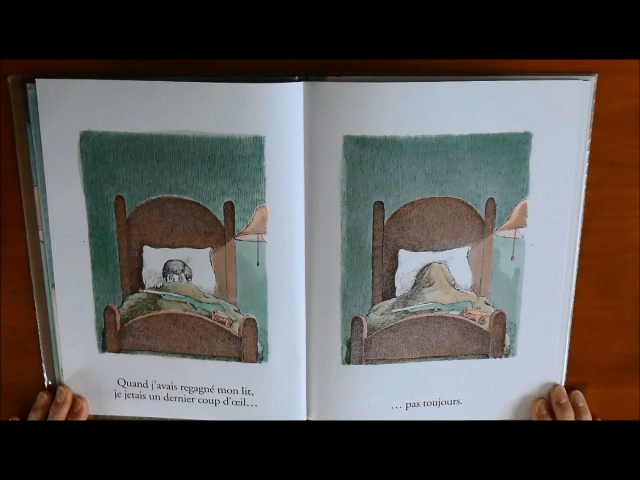 Quand j'avais regagné mon lit,
je jetais un dernier coup d'œil…
… pas toujours.